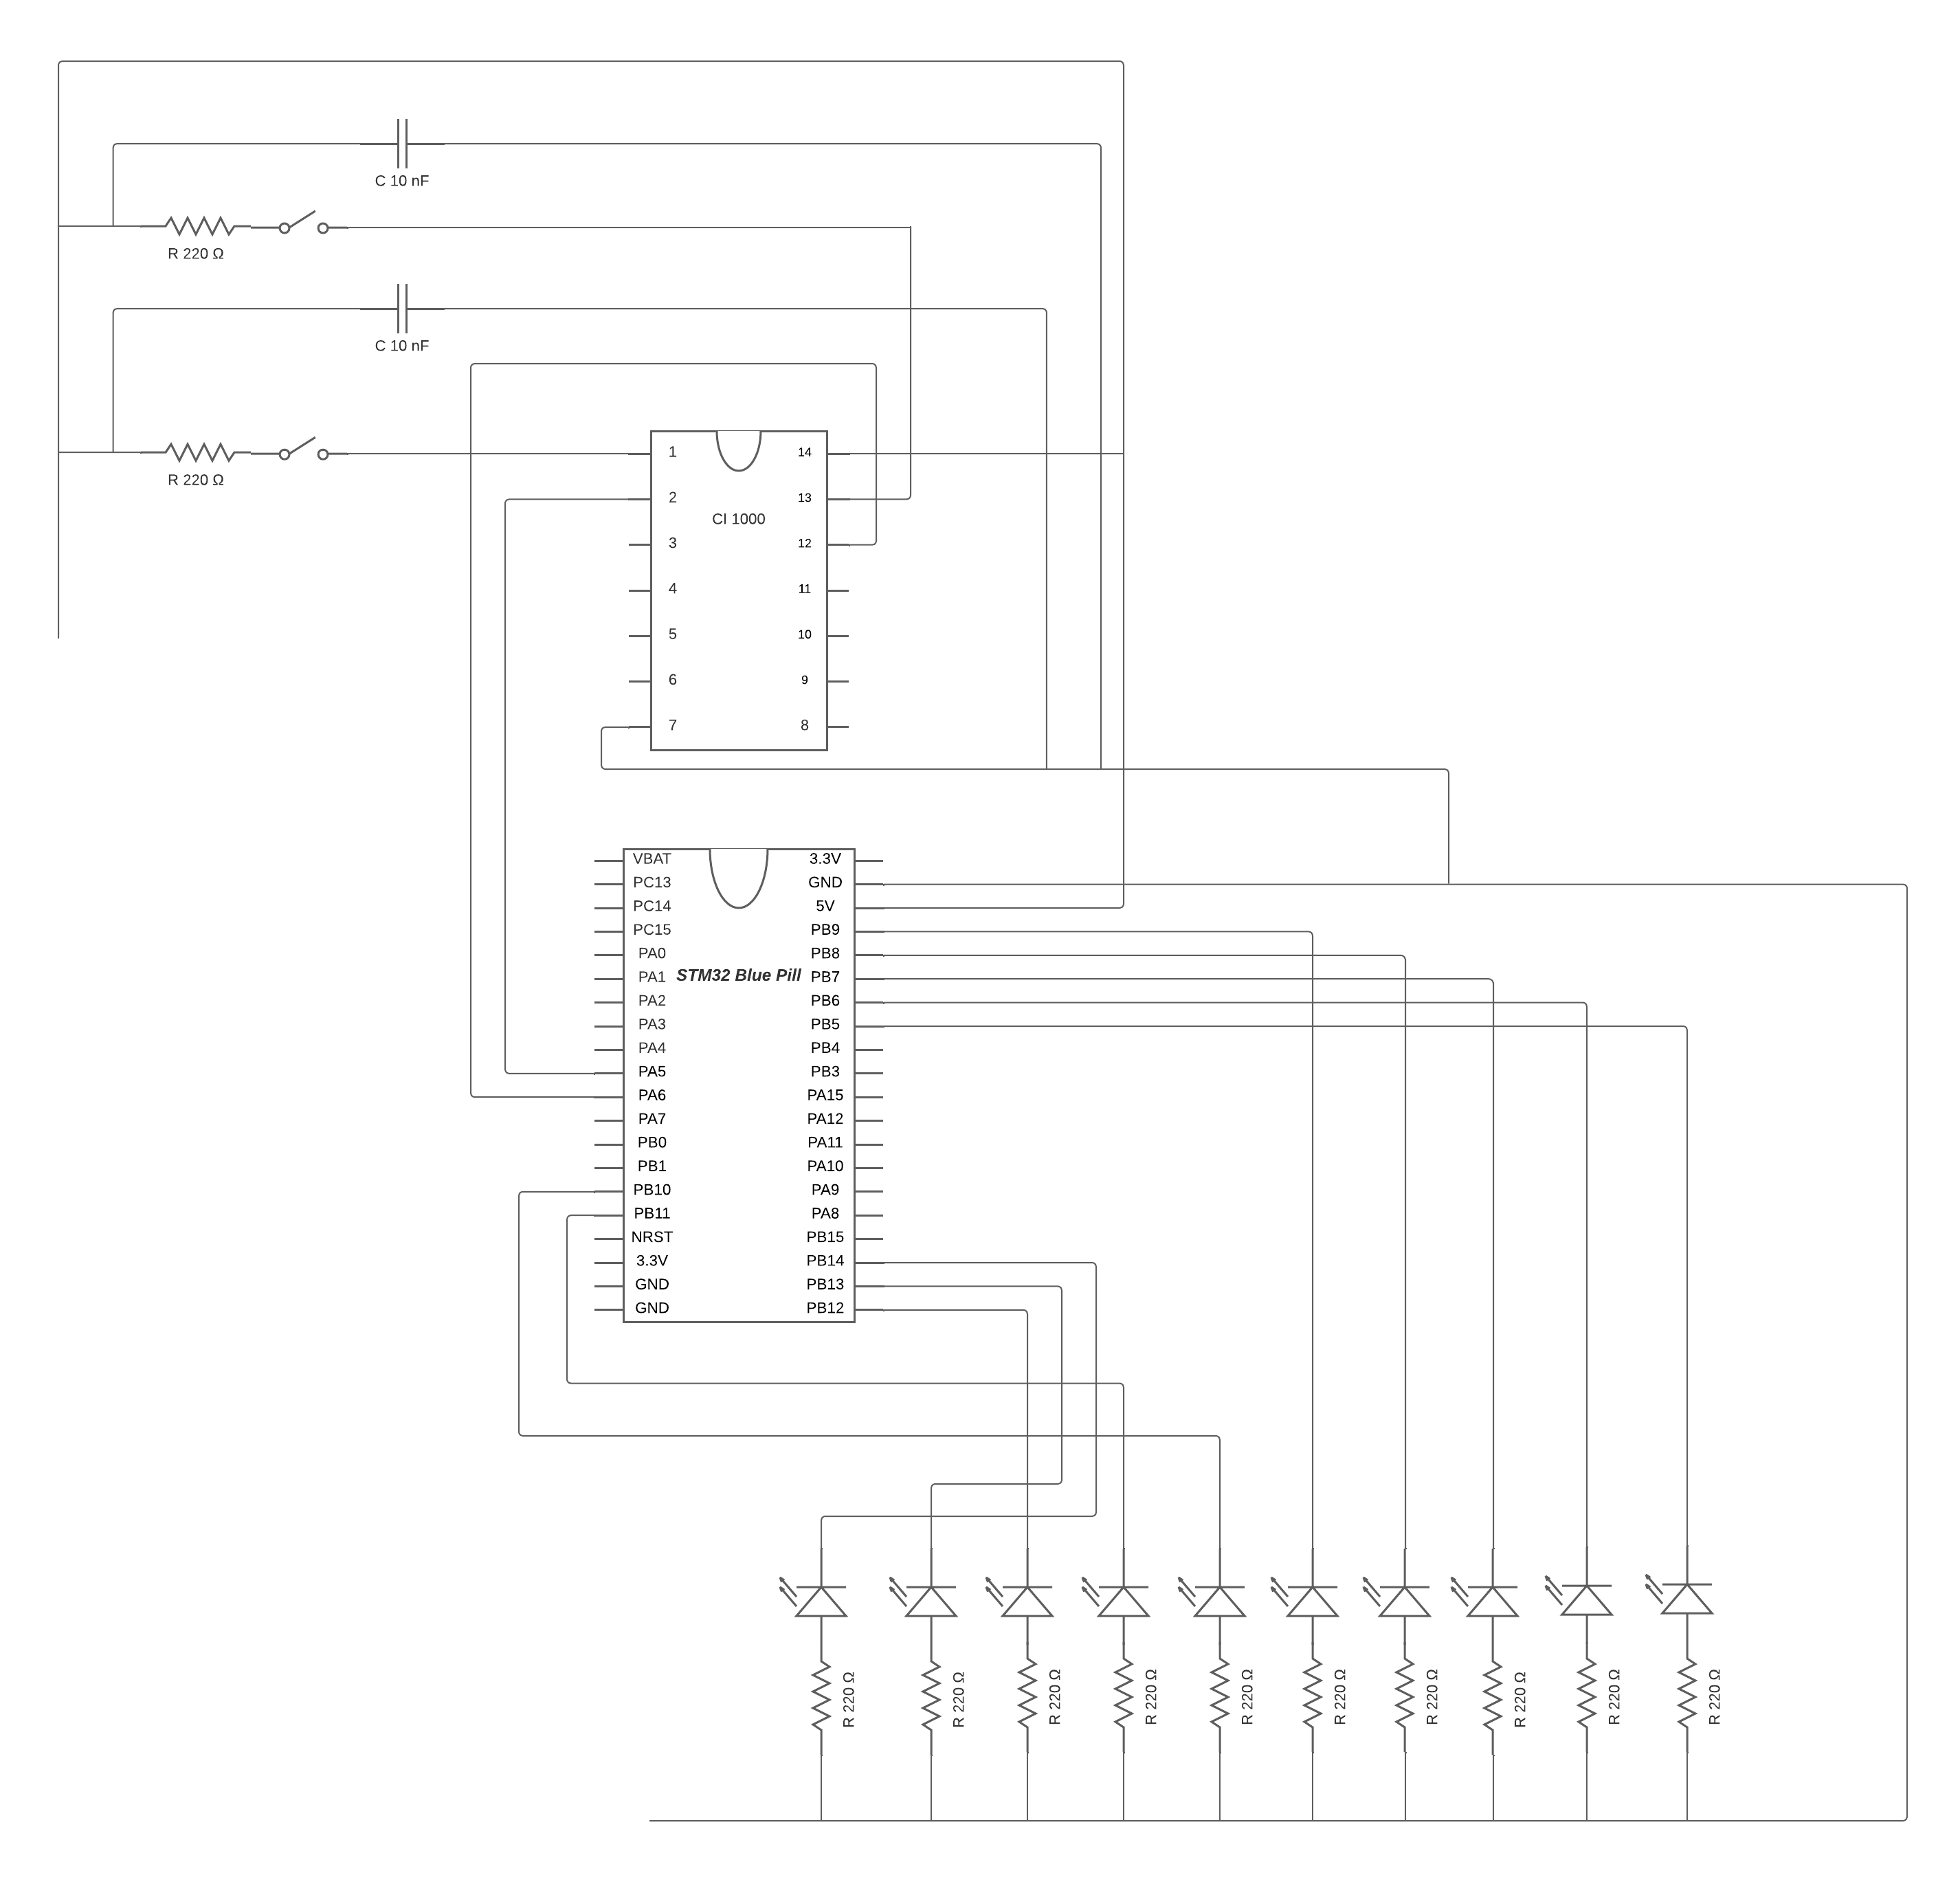 C 10 nF
R 220 Ω
C 10 nF
R 220 Ω
1 14
2 13
CI 1000
3 12
4 11
5 10
6 9
7 8
VBAT 3.3V
PC13 GND
PC14 5V
PC15 PB9
PA0 PB8
PA1 STM32 Blue Pill PB7
PA2 PB6
PA3 PB5
PA4 PB4
PA5 PB3
PA6 PA15
PA7 PA12
PB0 PA11
PB1 PA10
PB10 PA9
PB11 PA8
NRST PB15
3.3V PB14
GND PB13
GND PB12
R 220 Ω
R 220 Ω
R 220 Ω
R 220 Ω
R 220 Ω
R 220 Ω
R 220 Ω
R 220 Ω
R 220 Ω
R 220 Ω